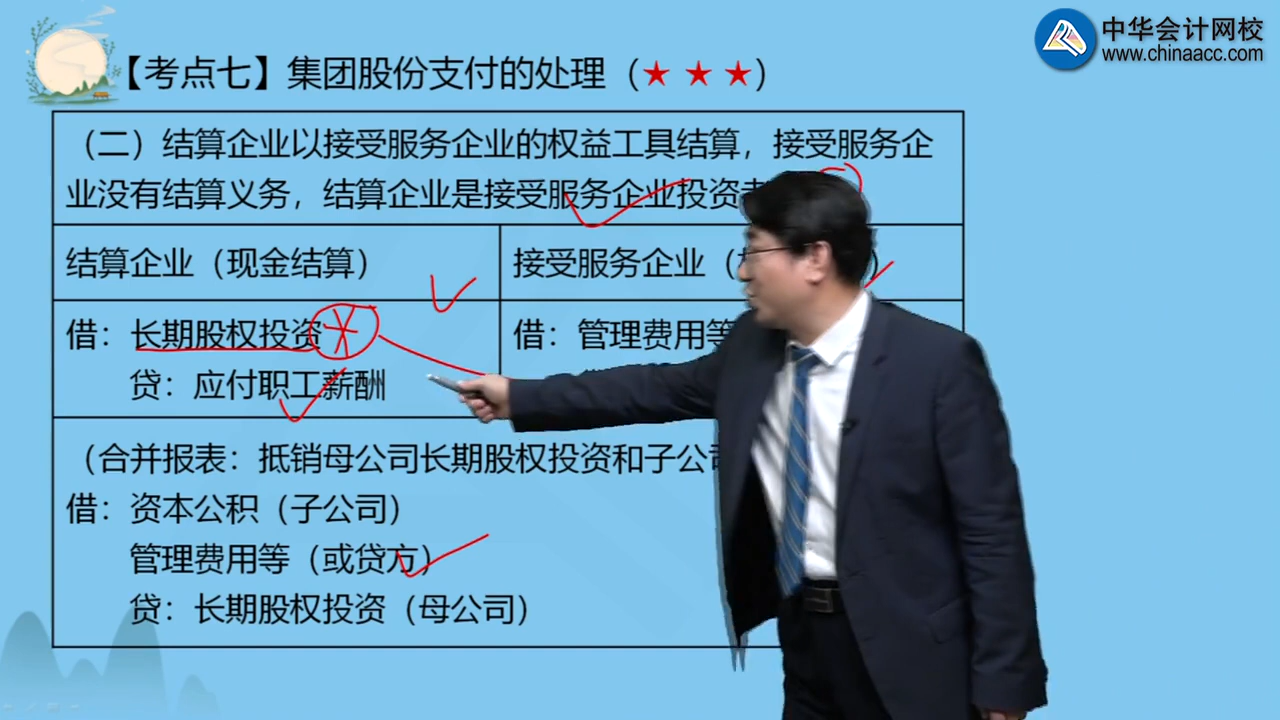 中华会计网校
www.chinaacc.com
【考点七】集团股份支付的处理（★ ★ ★）
（二）结算企业以接受服务企业的权益工具结算，接受服务企
业没有结算义务，结算企业是接受服务企业投资
结算企业（现金结算）
接受服务企业（
借：长期股权投资
贷：应付职工薪酬
借：管理费用等
（合并报表：抵销母公司长期股权投资和子公
借：资本公积（子公司）
管理费用等（或贷方）
贷：长期股权投资（母公司）